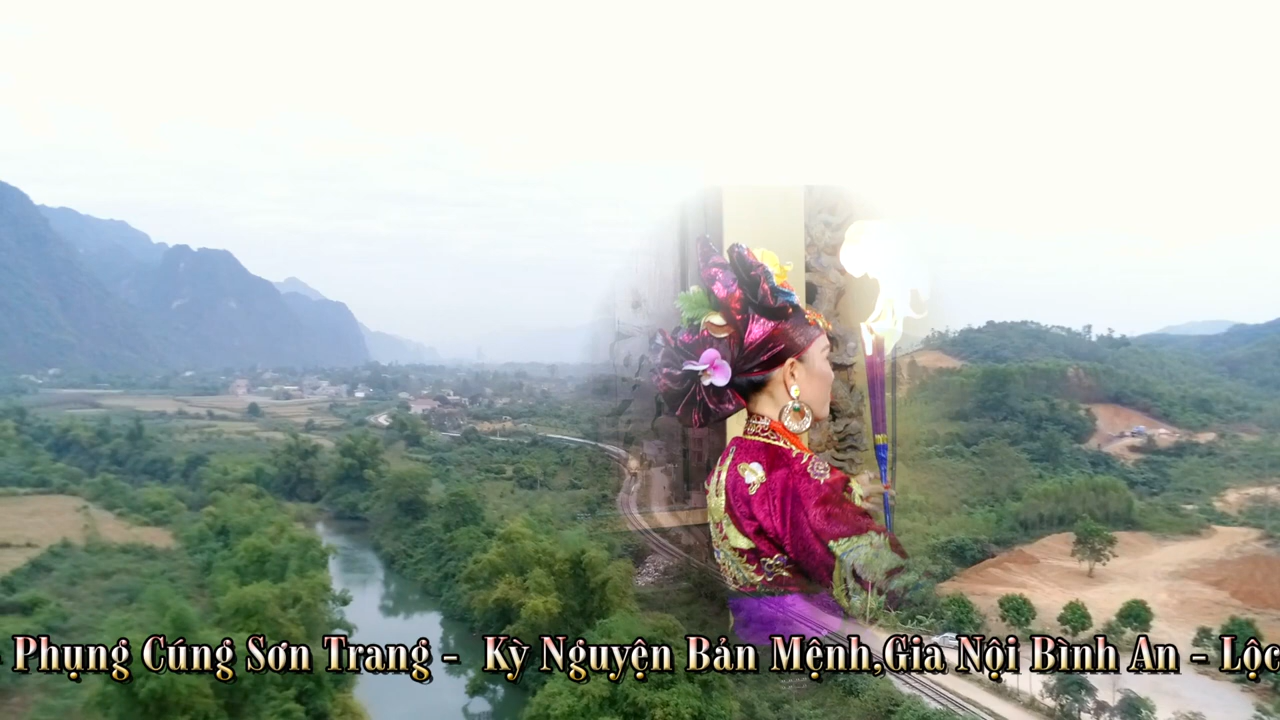 - Phụng Cúng Sơn Trang - Kỳ Nguyện Bản Mệnh,Gia Nội Bình An - Lộc